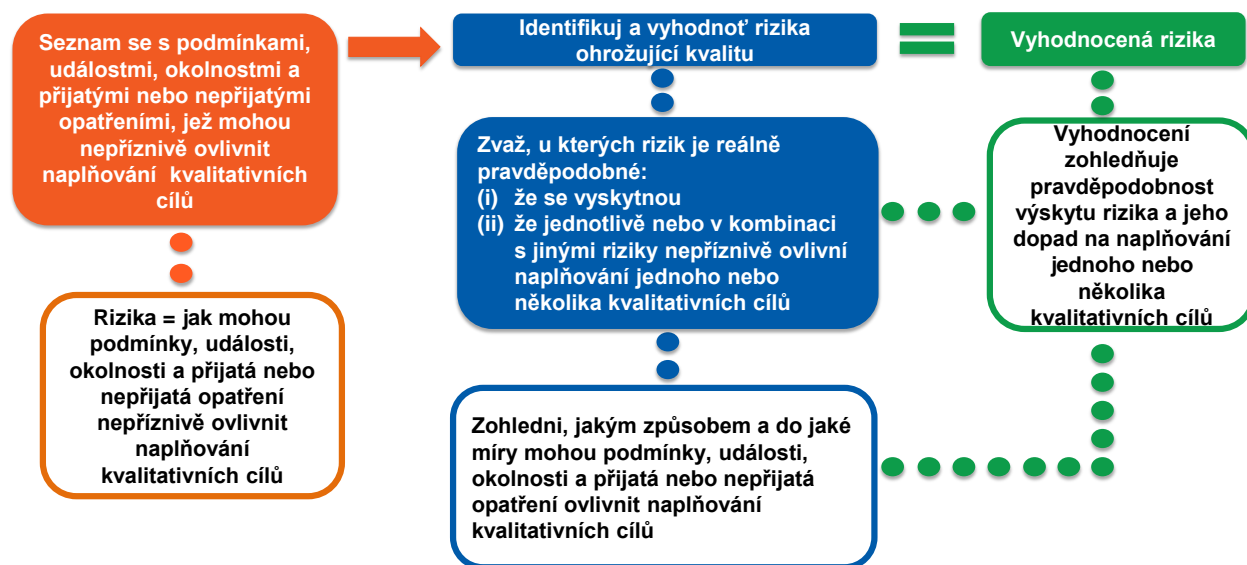 Seznam se s podmínkami,
událostmi, okolnostmi a
přijatými nebo nepřijatými
opatřeními, jež mohou
nepříznivě ovlivnit
naplňování kvalitativních
cílů
Rizika = jak mohou
podmínky, události,
okolnosti a přijatá nebo
nepřijatá opatření
nepříznivě ovlivnit
naplňování
kvalitativních cílů
Identifikuj a vyhodnoť rizika
ohrožující kvalitu
Zvaž, u kterých rizik je reálně
pravděpodobné:
(i) že se vyskytnou
(ii) že jednotlivě nebo v kombinaci
s jinými riziky nepříznivě ovlivní
naplňování jednoho nebo
několika kvalitativních cílů
Zohledni, jakým způsobem a do jaké
míry mohou podmínky, události,
okolnosti a přijatá nebo nepřijatá
opatření ovlivnit naplňování
kvalitativních cílů
Vyhodnocená rizika
Vyhodnocení
zohledňuje
pravděpodobnost
výskytu rizika a jeho
dopad na naplňování
jednoho nebo
několika
kvalitativních cílů